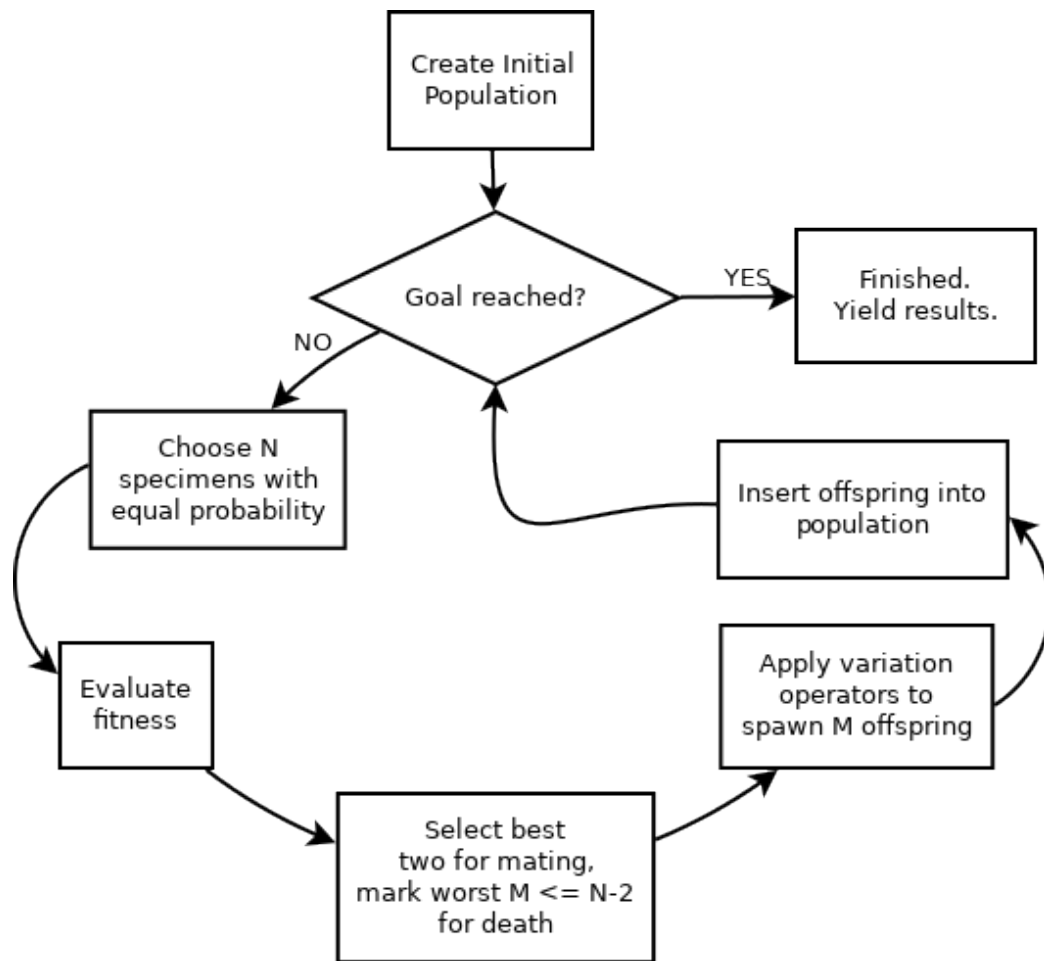 Create Initial
Population
Goal reached?
YES
Finished.
Yield results.
NO
Choose N
specimens with
equal probability
Evaluate
fitness
Select best
two for mating,
mark worst M <= N-2
for death
Apply variation
operators to
spawn M offspring
Insert offspring into
population